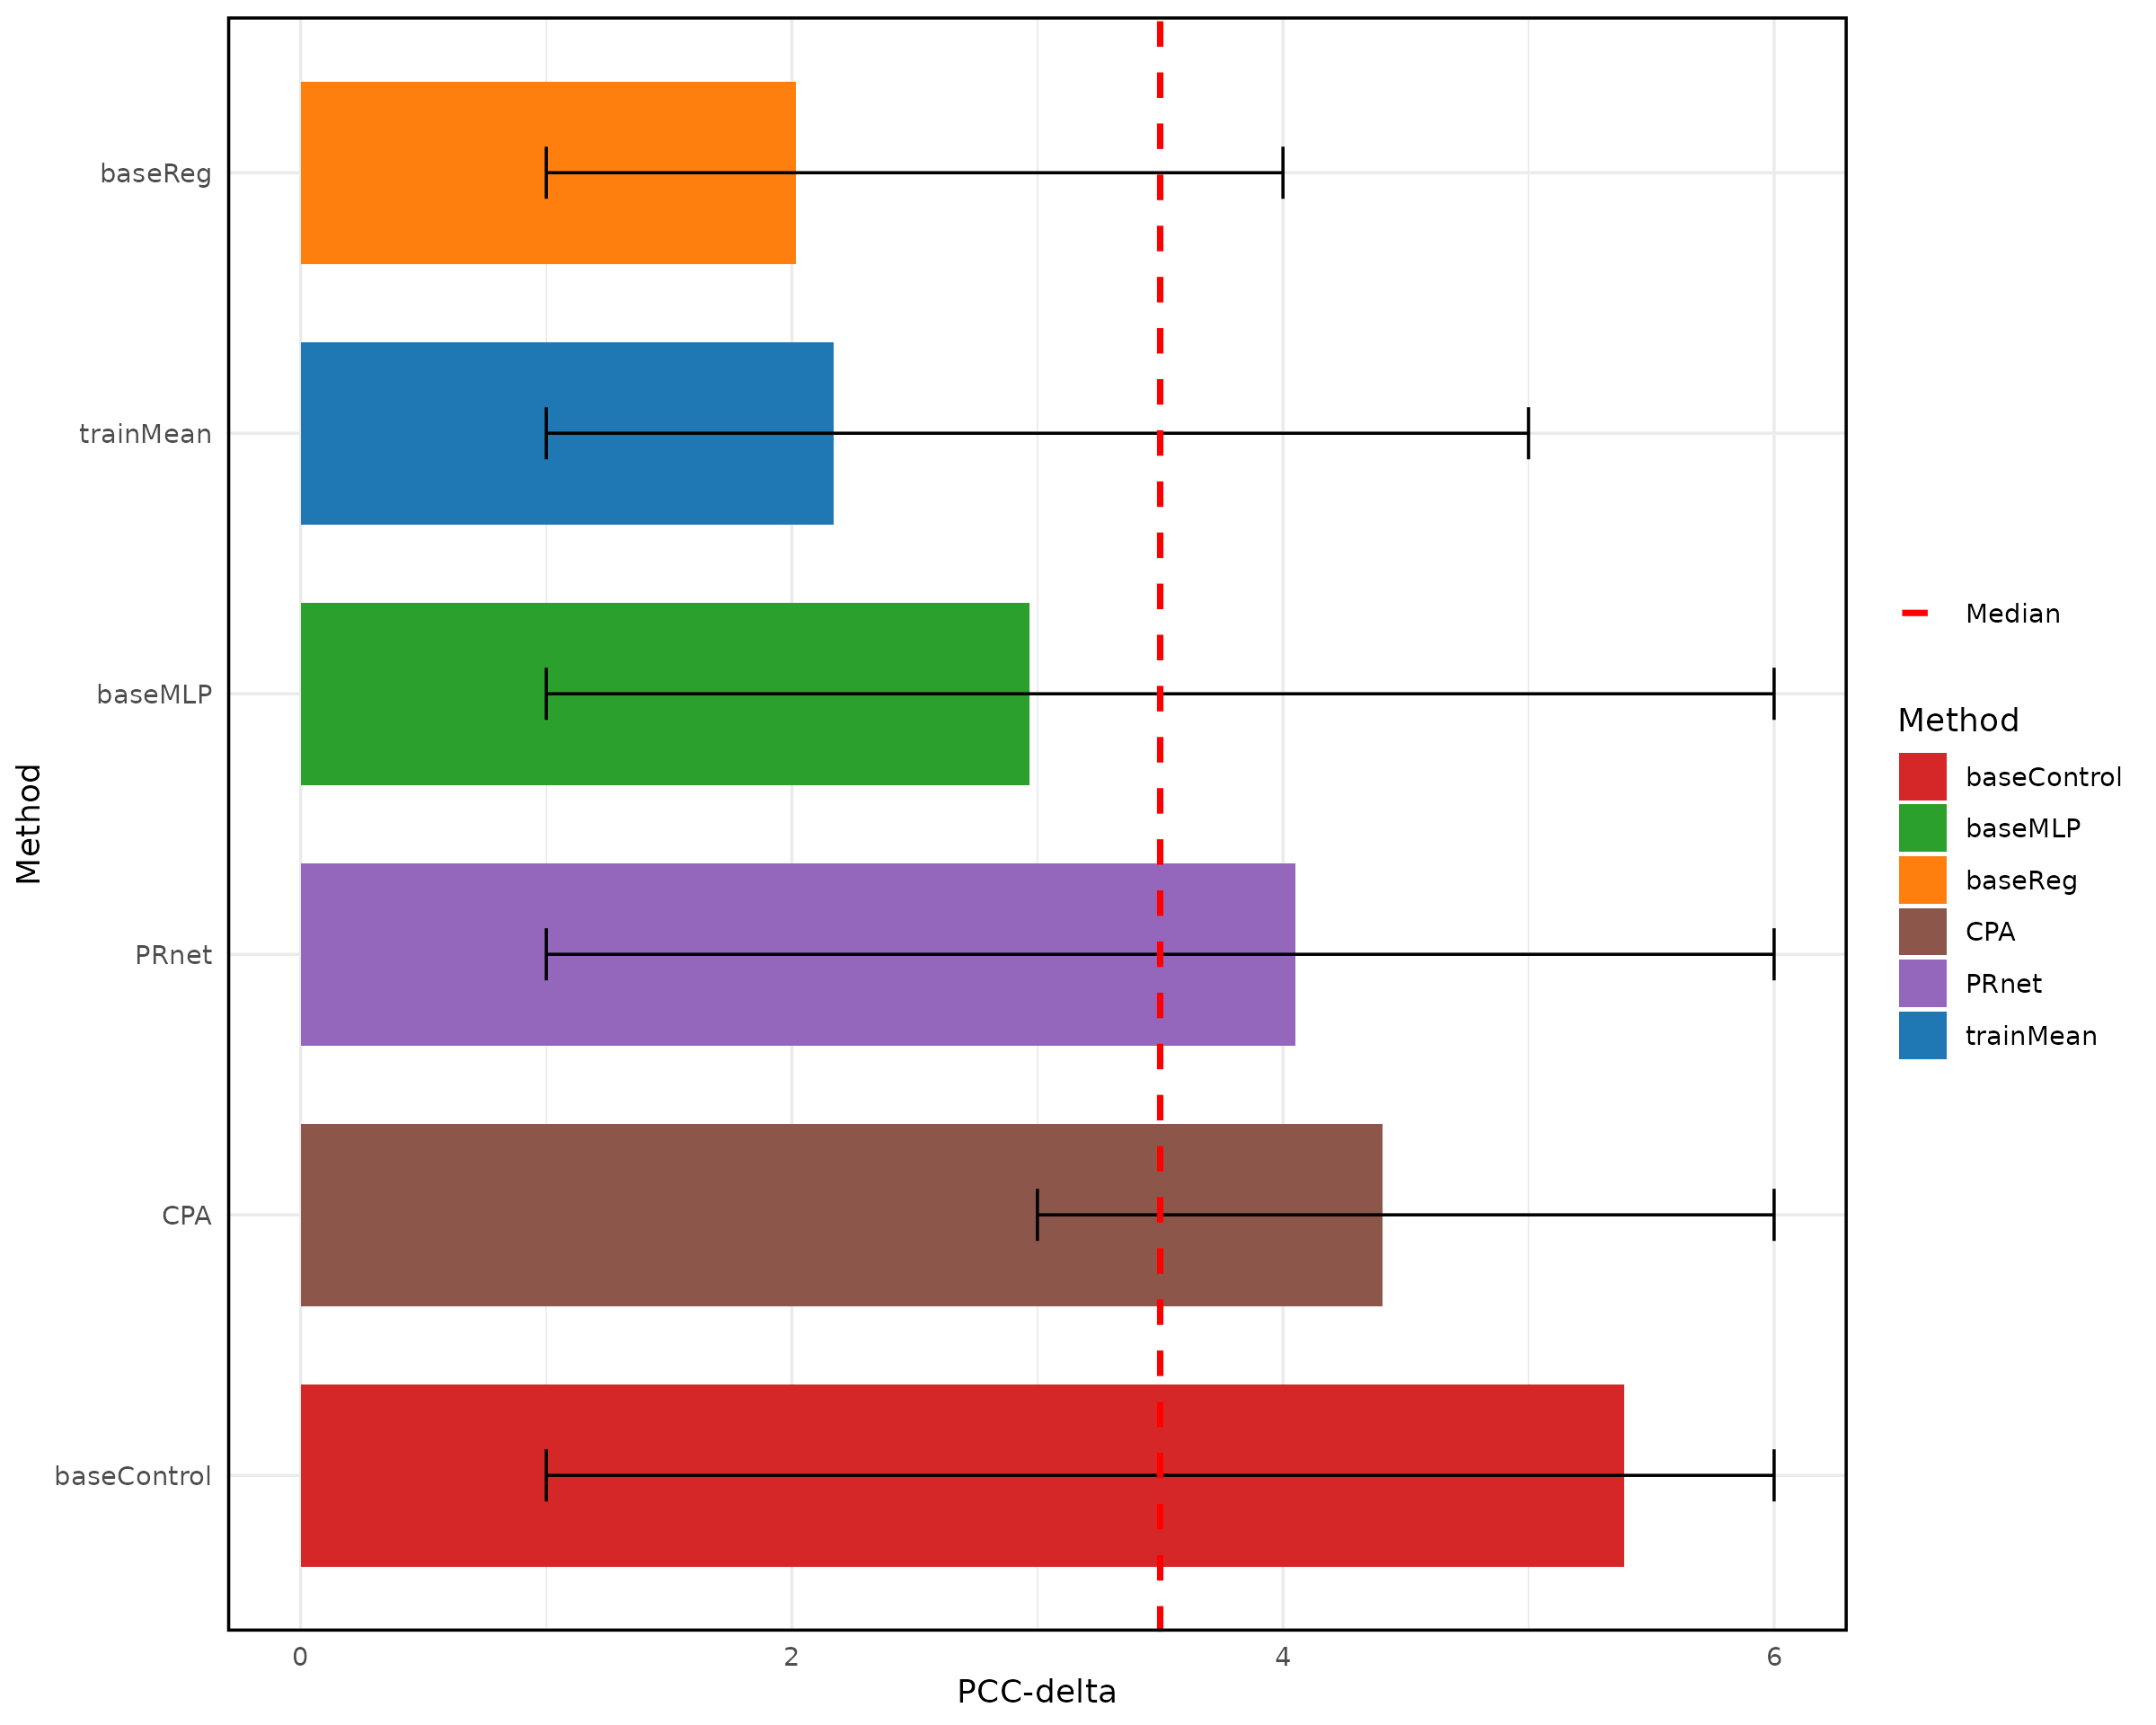 Method
baseReg
trainMean
baseMLP
PRnet
CPA
baseControl
0 2 4 6
PCC-delta
Median
Method
baseControl
baseMLP
baseReg
CPA
PRnet
trainMean